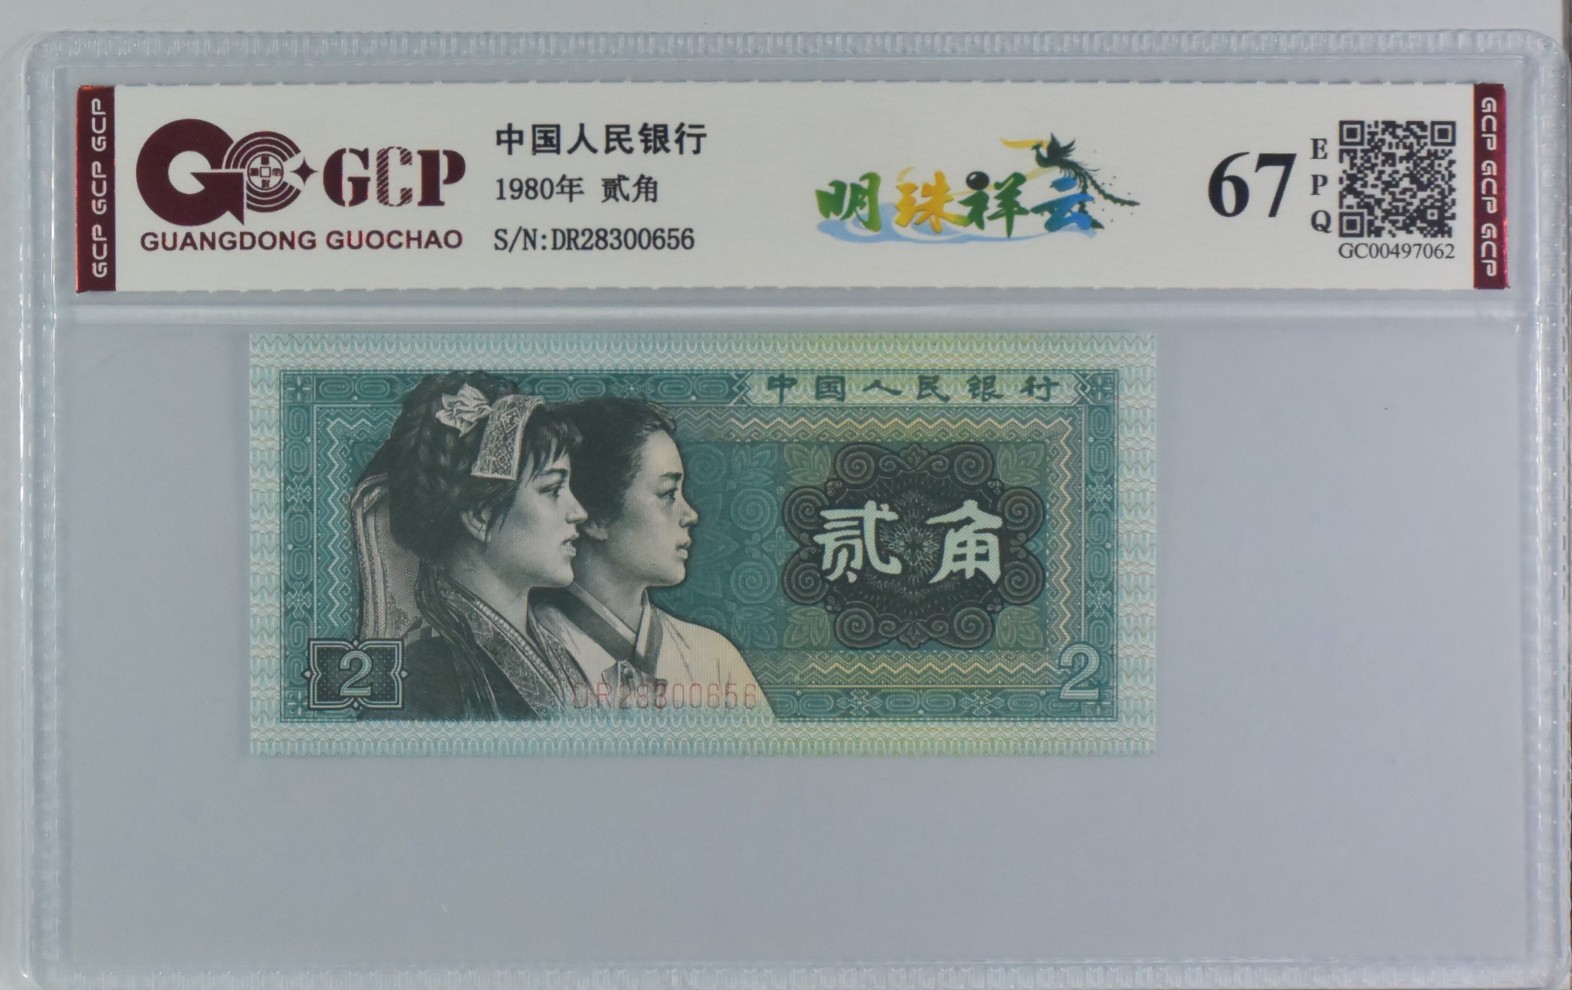 GCP GCP GCP
GCP
GUANGDONG GUOCHAO
中国人民银行
1980年 贰角
S/N:DR28300656
明珠祥云
67
EPQ
GC00497062
GCP GCP GCP
中国人民银行
贰角
2
2
DR28300656